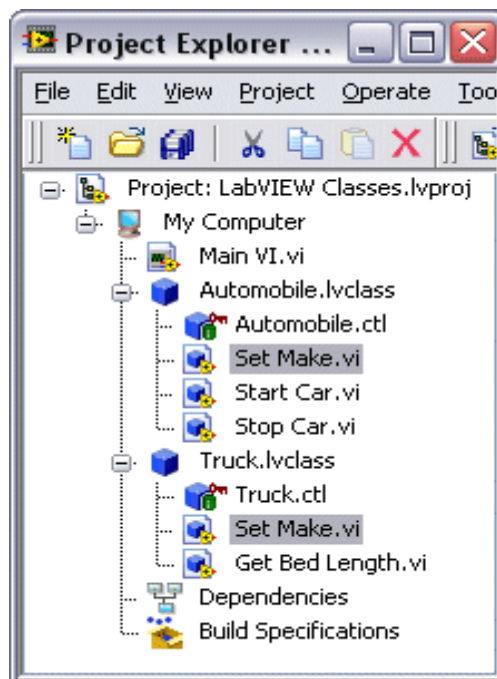 Project Explorer ...
File Edit View Project Operate Too
Project: LabVIEW Classes.lvproj
My Computer
Main VI.vi
Automobile.lvclass
Automobile.ctl
Set Make.vi
Start Car.vi
Stop Car.vi
Truck.lvclass
Truck.ctl
Set Make.vi
Get Bed Length.vi
Dependencies
Build Specifications